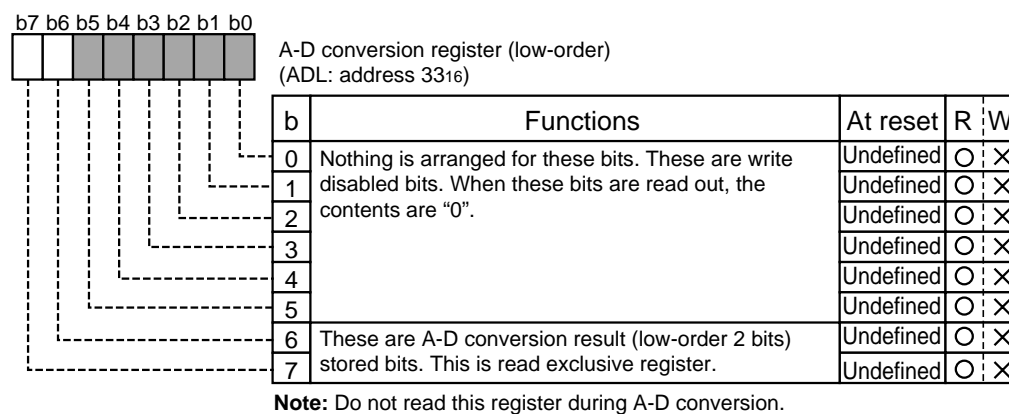 b7 b6 b5 b4 b3 b2 b1 b0
A-D conversion register (low-order)
(ADL: address 3316)
b Functions At reset R W
0 Nothing is arranged for these bits. These are write Undefined ○ ×
1 disabled bits. When these bits are read out, the Undefined ○ ×
2 contents are “0”. Undefined ○ ×
3 Undefined ○ ×
4 Undefined ○ ×
5 Undefined ○ ×
6 These are A-D conversion result (low-order 2 bits) Undefined ○ ×
7 stored bits. This is read exclusive register. Undefined ○ ×
Note: Do not read this register during A-D conversion.